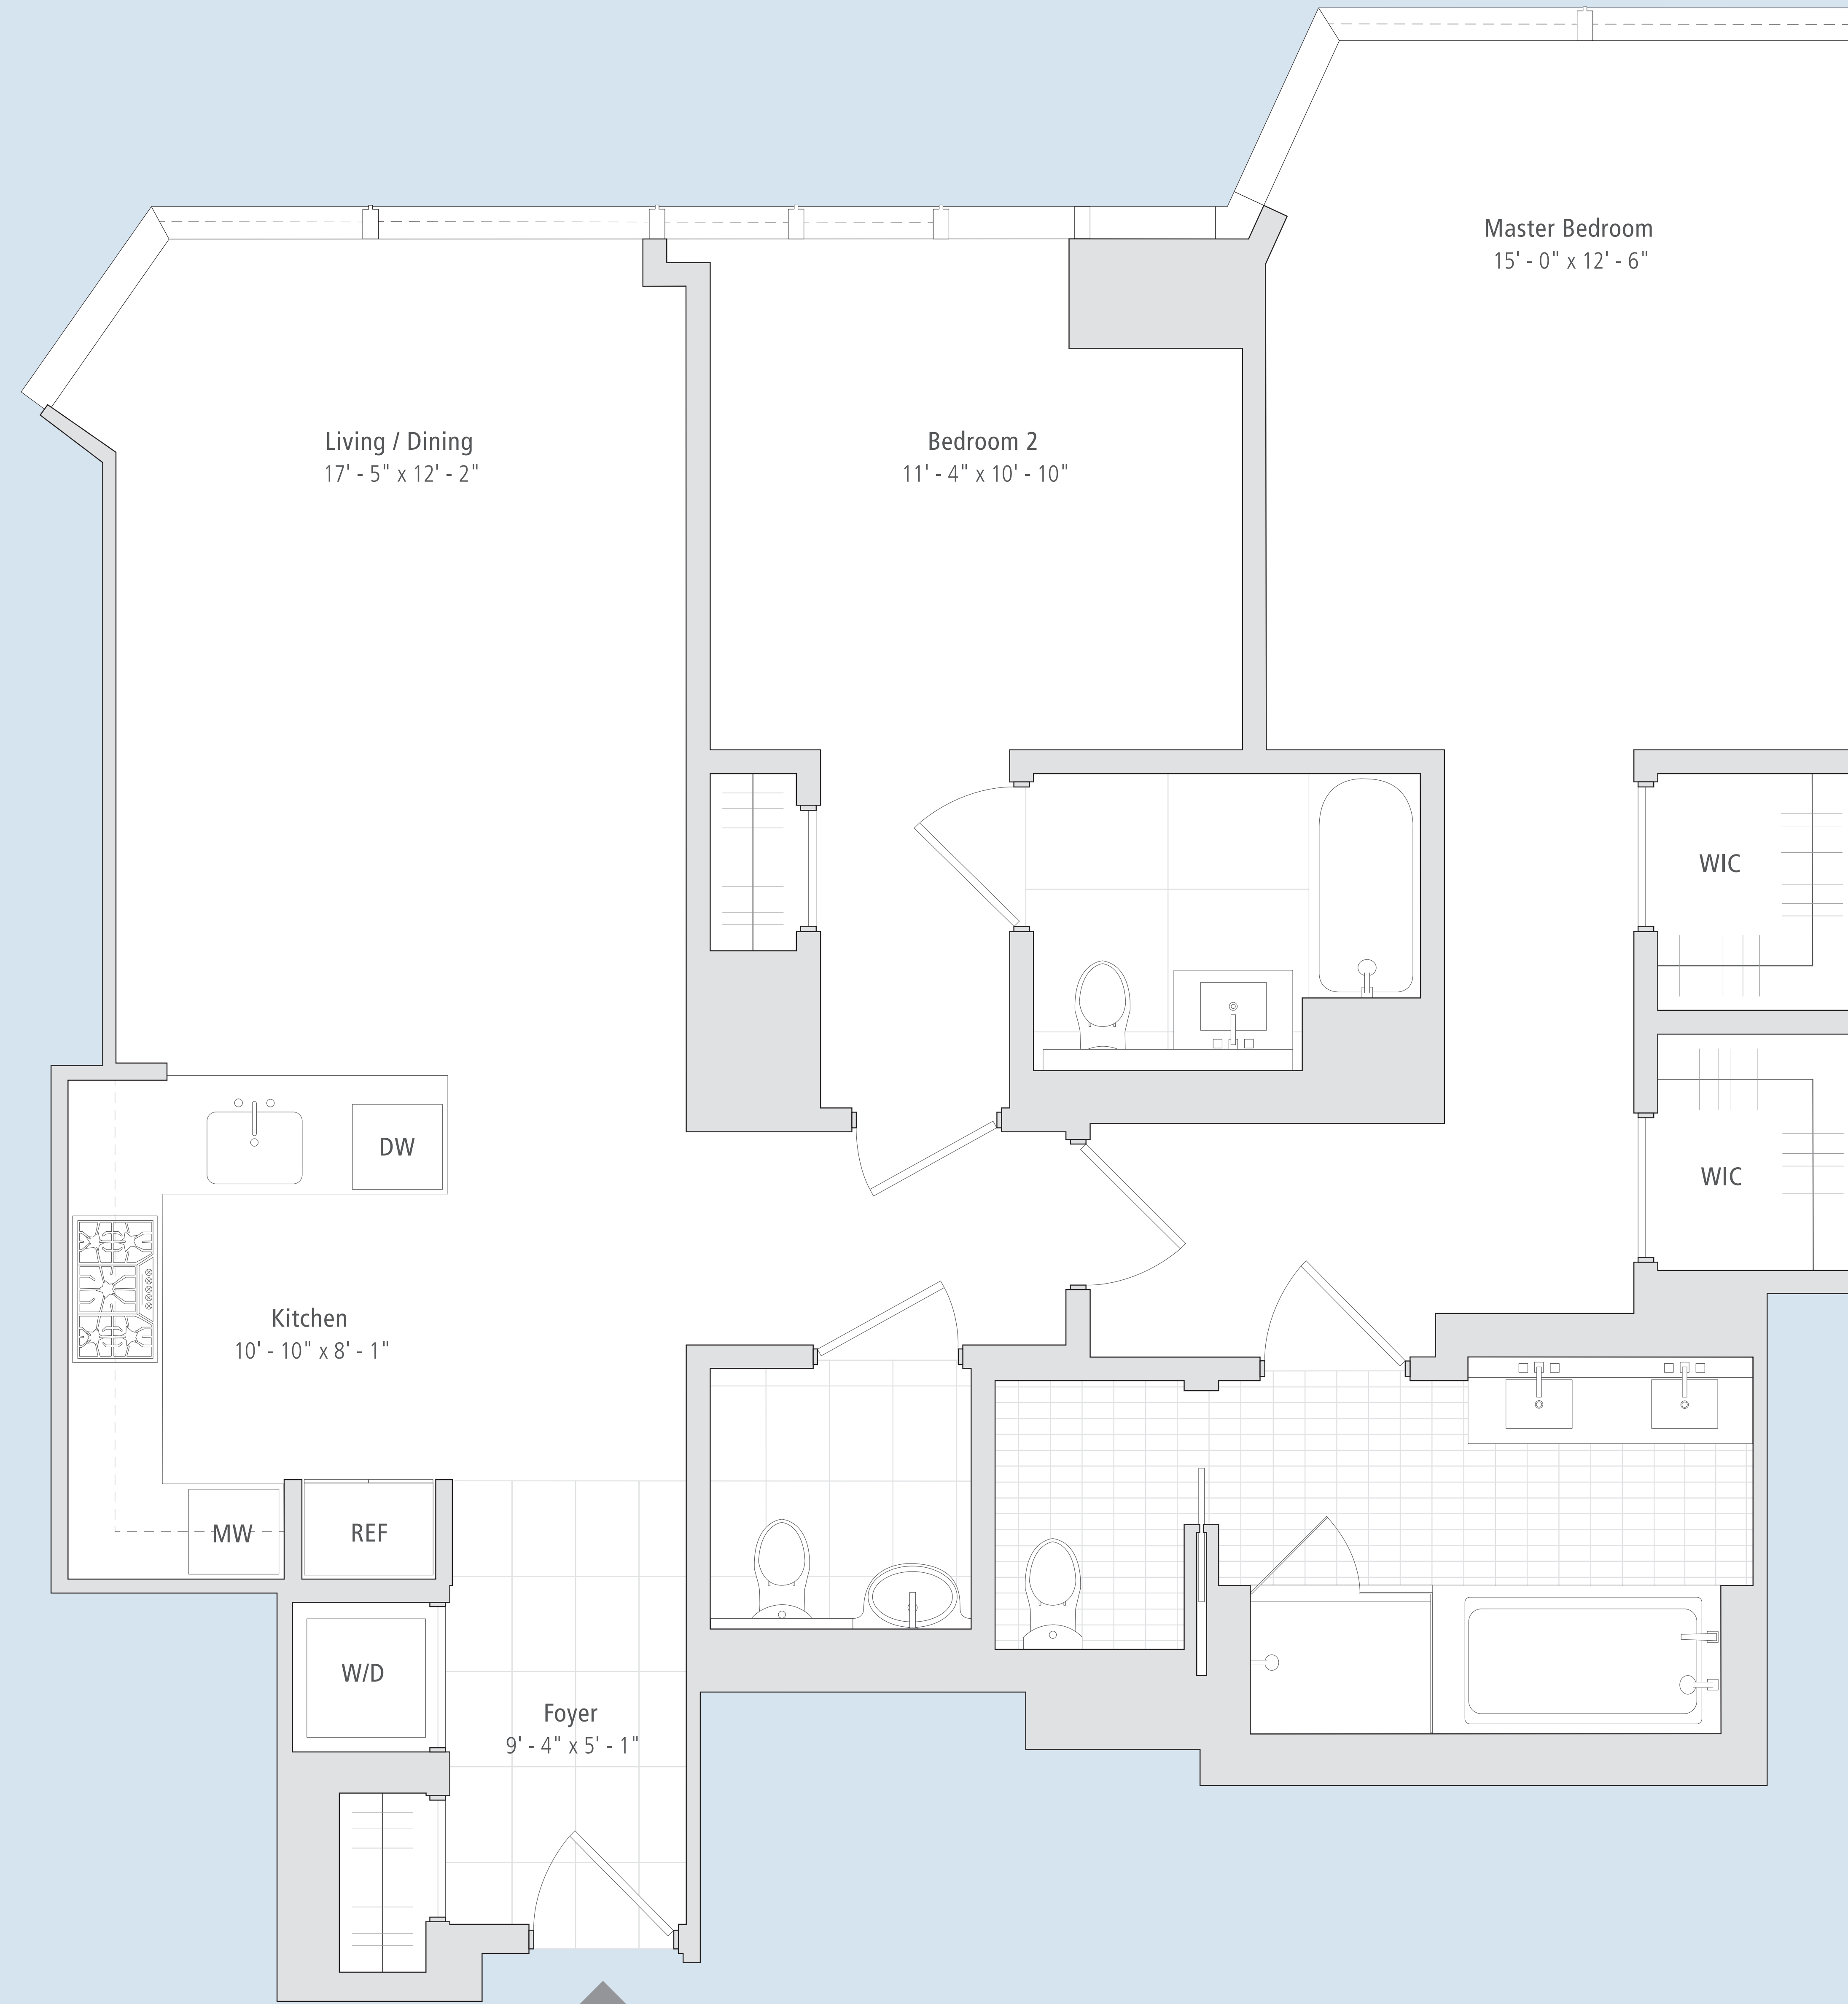 Master Bedroom
15' - 0" x 12' - 6"
Living / Dining
17' - 5" x 12' - 2"
Bedroom 2
11' - 4" x 10' - 10"
WIC
DW
WIC
Kitchen
10' - 10" x 8' - 1"
MW
REF
W/D
Foyer
9' - 4" x 5' - 1"